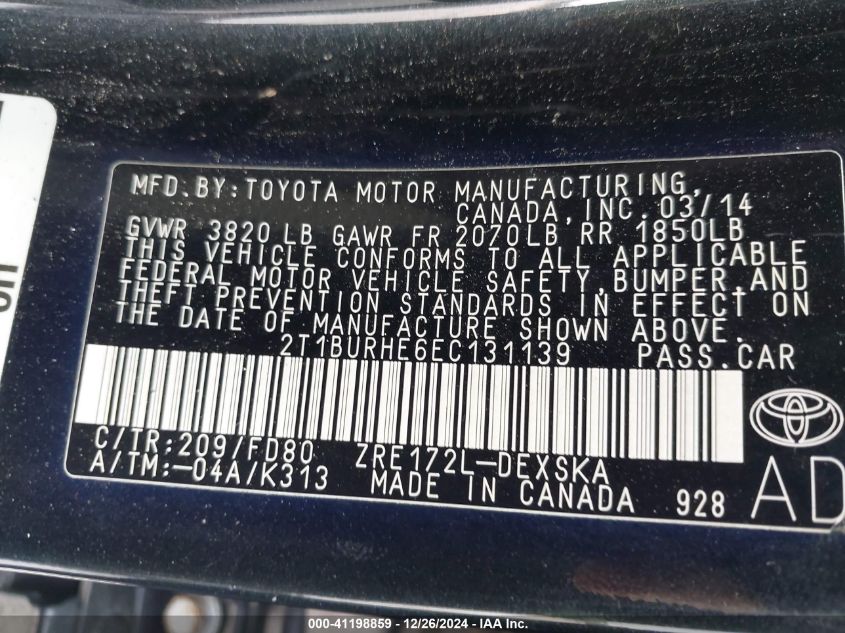 MFD.BY:TOYOTA MOTOR MANUFACTURING,
CANADA, INC. 03/14
GVWR 3820 LB GAWR FR 2070LB RR 1850LB
THIS VEHICLE CONFORMS TO ALL APPLICABLE
FEDERAL MOTOR VEHICLE SAFETY, BUMPER, AND
THEFT PREVENTION STANDARDS IN EFFECT ON
THE DATE OF MANUFACTURE SHOWN ABOVE.
2T1BURHE6EC131139 PASS.CAR
C/TR:209/FD80 ZRE172L-DEXSKA
A/TM:-04A/K313 MADE IN CANADA 928 AD
000-41198859 - 12/26/2024 - IAA Inc.